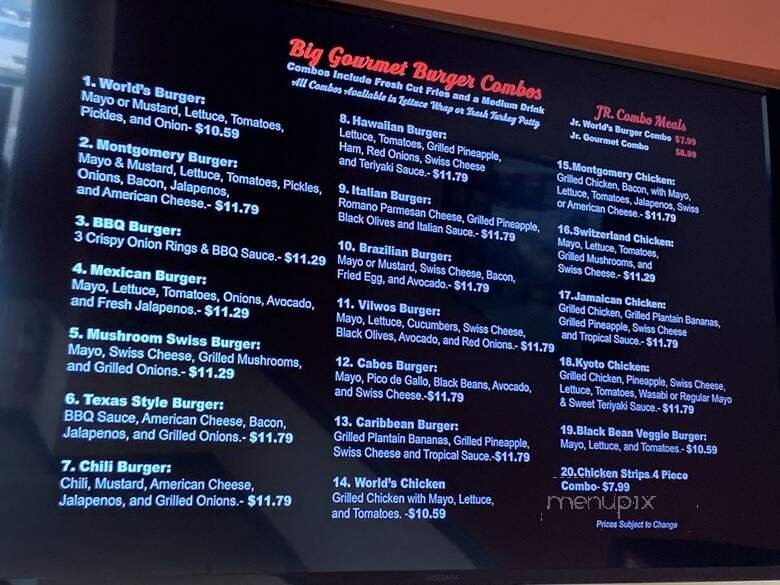 Big Gourmet Burger Combos
Combos Include Fresh Cut Fries and a Medium Drink
All Combos Available in Lettuce Wrap or Fresh Turkey Patty
1. World's Burger:
Mayo or Mustard, Lettuce, Tomatoes,
Pickles, and Onion- $10.59
2. Montgomery Burger:
Mayo & Mustard, Lettuce, Tomatoes, Pickles,
Onions, Bacon, Jalapenos,
and American Cheese.- $11.79
3. BBQ Burger:
3 Crispy Onion Rings & BBQ Sauce.- $11.29
4. Mexican Burger:
Mayo, Lettuce, Tomatoes, Onions, Avocado,
and Fresh Jalapenos.- $11.29
5. Mushroom Swiss Burger:
Mayo, Swiss Cheese, Grilled Mushrooms,
and Grilled Onions.- $11.29
6. Texas Style Burger:
BBQ Sauce, American Cheese, Bacon,
Jalapenos, and Grilled Onions.- $11.79
7. Chili Burger:
Chili, Mustard, American Cheese,
Jalapenos, and Grilled Onions.- $11.79
8. Hawaiian Burger:
Lettuce, Tomatoes, Grilled Pineapple,
Ham, Red Onions, Swiss Cheese
and Teriyaki Sauce.- $11.79
9. Italian Burger:
Romano Parmesan Cheese, Grilled Pineapple,
Black Olives and Italian Sauce.- $11.79
10. Brazilian Burger:
Mayo or Mustard, Swiss Cheese, Bacon,
Fried Egg, and Avocado.- $11.79
11. Vilwos Burger:
Mayo, Lettuce, Cucumbers, Swiss Cheese,
Black Olives, Avocado, and Red Onions.- $11.79
12. Cabos Burger:
Mayo, Pico de Gallo, Black Beans, Avocado,
and Swiss Cheese.-$11.79
13. Caribbean Burger:
Grilled Plantain Bananas, Grilled Pineapple,
Swiss Cheese and Tropical Sauce.-$11.79
14. World's Chicken
Grilled Chicken with Mayo, Lettuce,
and Tomatoes. -$10.59
JR. Combo Meals
Jr. World's Burger Combo $7.99
Jr. Gourmet Combo $8.99
15.Montgomery Chicken:
Grilled Chicken, Bacon, with Mayo,
Lettuce, Tomatoes, Jalapenos, Swiss
or American Cheese.- $11.79
16.Switzerland Chicken:
Mayo, Lettuce, Tomatoes,
Grilled Mushrooms, and
Swiss Cheese.- $11.29
17.Jamaican Chicken:
Grilled Chicken, Grilled Plantain Bananas,
Grilled Pineapple, Swiss Cheese
and Tropical Sauce.- $11.79
18.Kyoto Chicken:
Grilled Chicken, Pineapple, Swiss Cheese,
Lettuce, Tomatoes, Wasabi or Regular Mayo
& Sweet Teriyaki Sauce.- $11.79
19.Black Bean Veggie Burger:
Mayo, Lettuce, and Tomatoes.- $10.59
20.Chicken Strips 4 Piece
Combo- $7.99
menupix
Prices Subject to Change